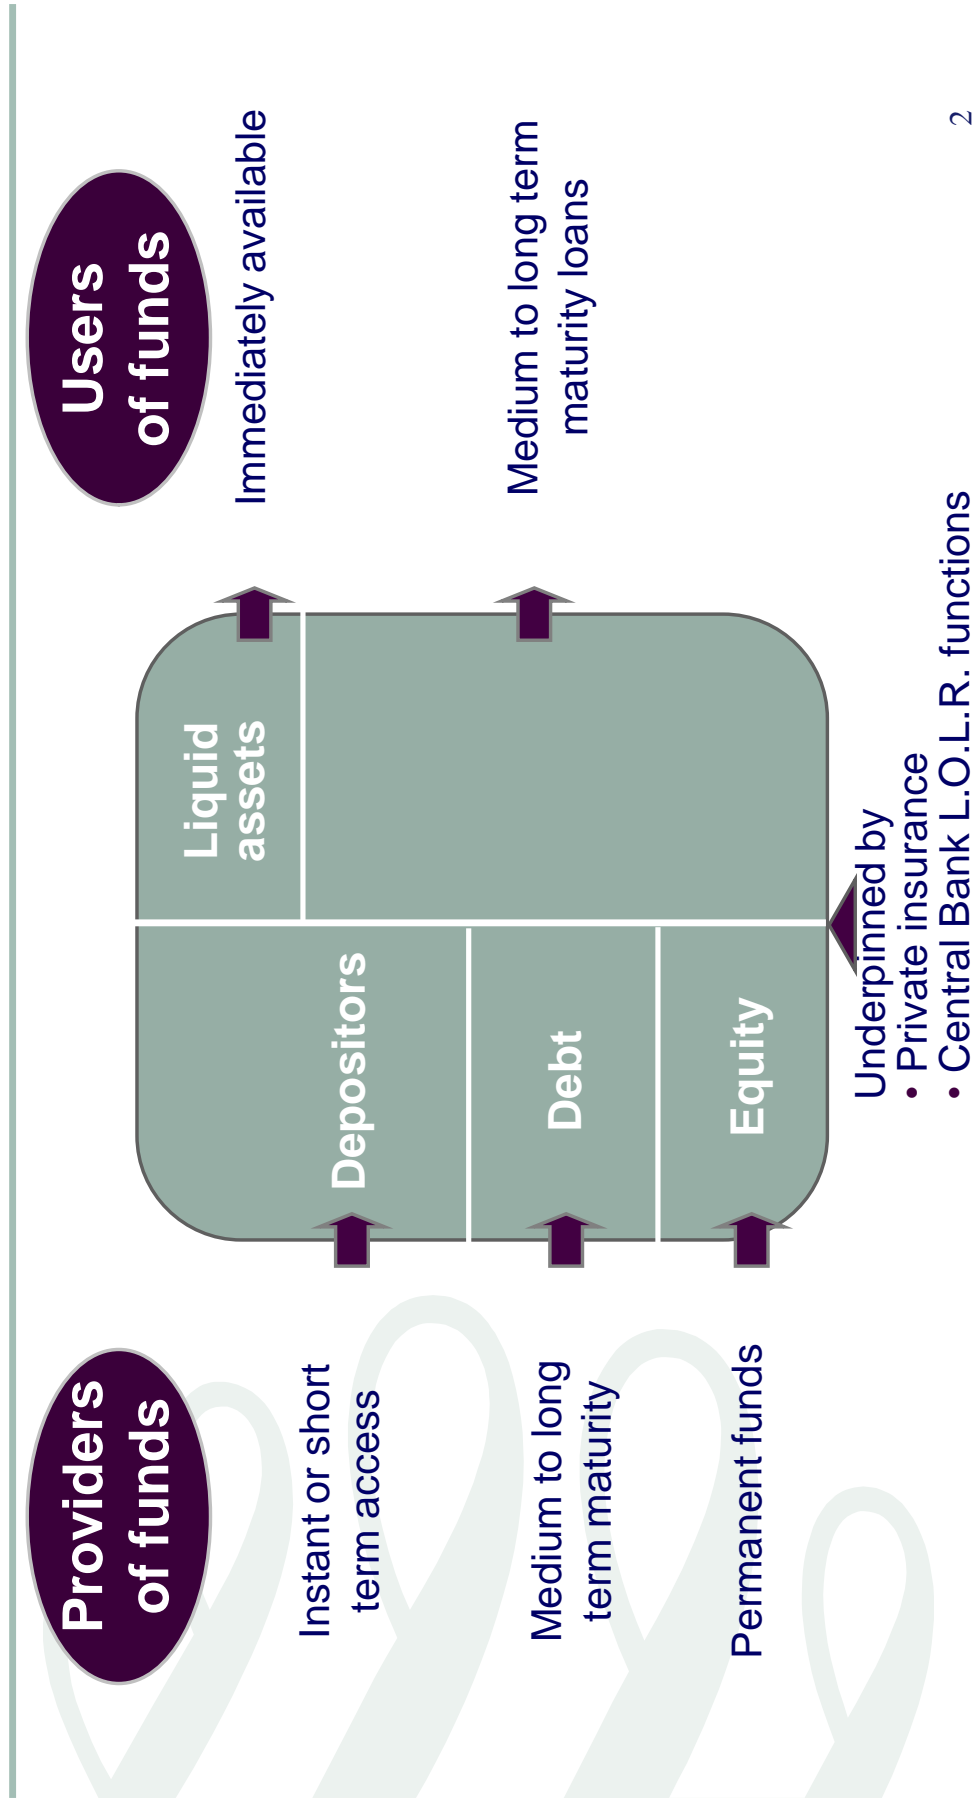 Providers
of funds
Users
of funds
Instant or short
term access
Medium to long
term maturity
Permanent funds
Depositors
Debt
Equity
Liquid
assets
Immediately available
Medium to long term
maturity loans
Underpinned by
• Private insurance
• Central Bank L.O.L.R. functions
2